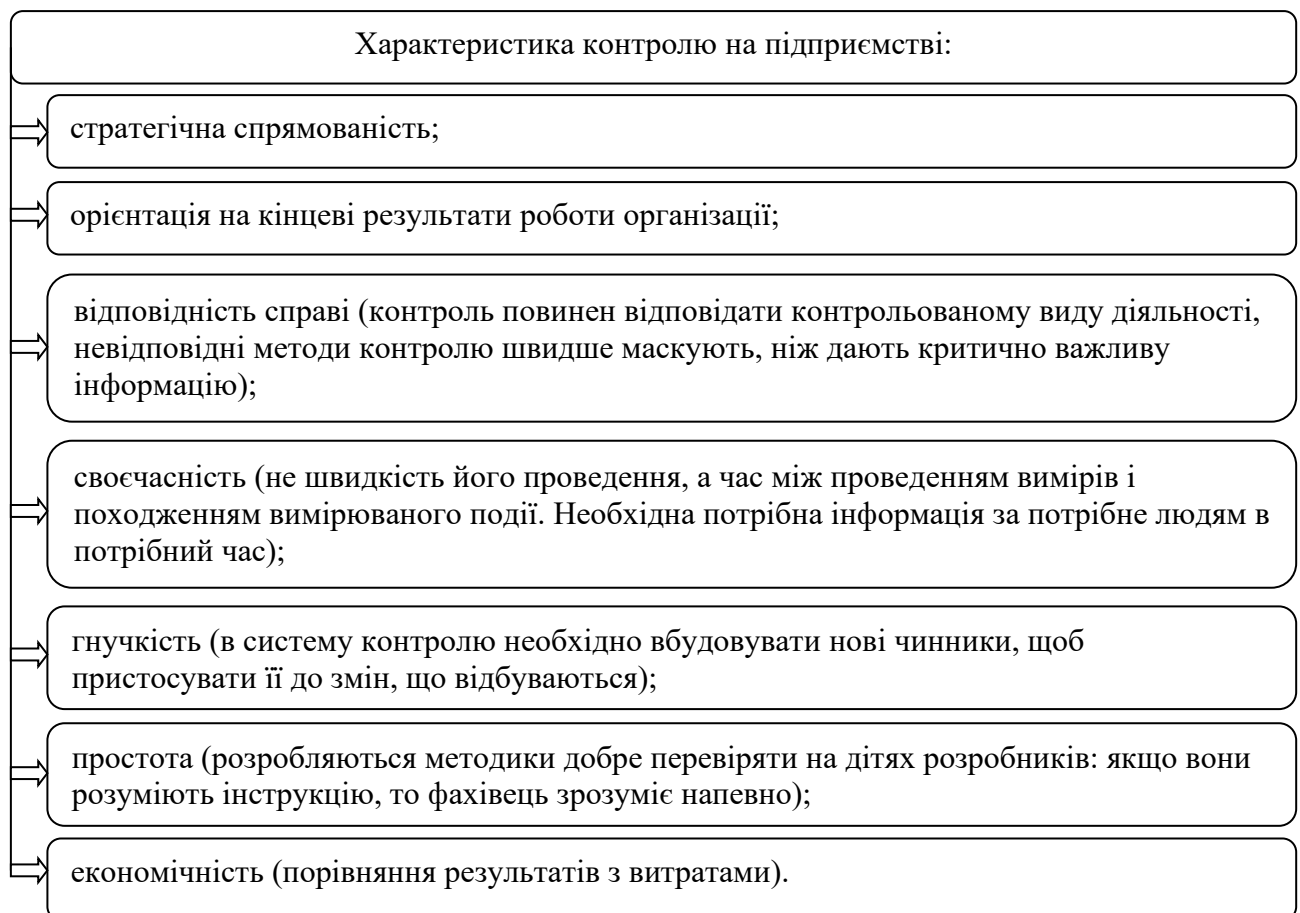 Характеристика контролю на підприємстві:
стратегічна спрямованість;
орієнтація на кінцеві результати роботи організації;
відповідність справі (контроль повинен відповідати контрольованому виду діяльності,
невідповідні методи контролю швидше маскують, ніж дають критично важливу
інформацію);
своєчасність (не швидкість його проведення, а час між проведенням вимірів і
походженням вимірюваного події. Необхідна потрібна інформація за потрібне людям в
потрібний час);
гнучкість (в систему контролю необхідно вбудовувати нові чинники, щоб
пристосувати її до змін, що відбуваються);
простота (розробляються методики добре перевіряти на дітях розробників: якщо вони
розуміють інструкцію, то фахівець зрозуміє напевно);
економічність (порівняння результатів з витратами).